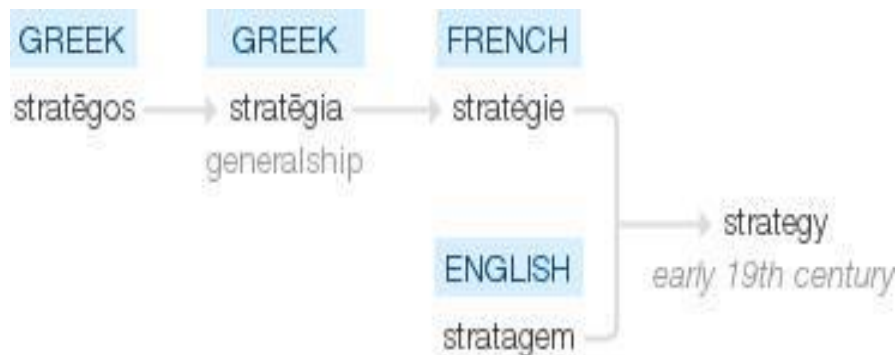 GREEK GREEK FRENCH
stratēgos stratēgia stratégie
generalship
strategy
ENGLISH
early 19th century
stratagem